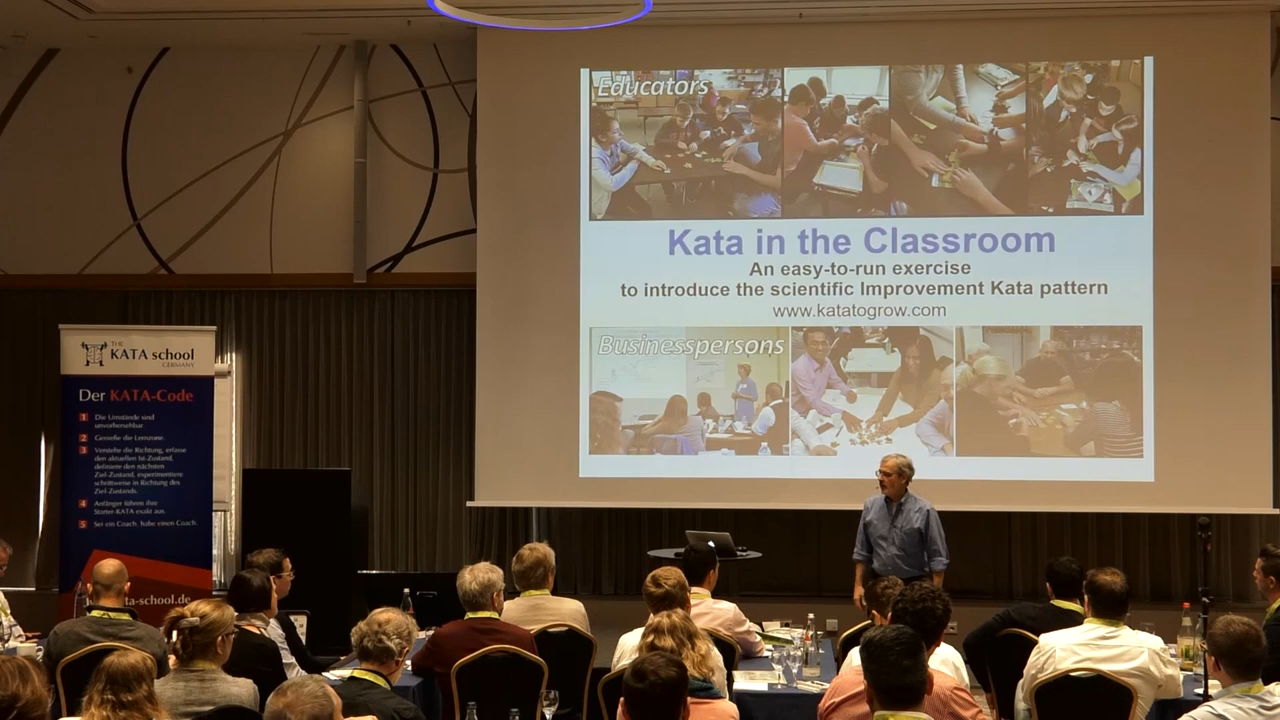 Educators
Kata in the Classroom
An easy-to-run exercise
to introduce the scientific Improvement Kata pattern
www.katatogrow.com
Businesspersons
THE
KATA school
GERMANY
Der KATA-Code
1 Die Umstände sind
unvorhersehbar
2 Genieße die Lernzone.
3 Verstehe die Richtung, erfasse
den aktuellen Ist-Zustand,
definiere den nächsten
Ziel-Zustand, experimentiere
schrittweise in Richtung des
Ziel-Zustands.
4 Anfänger führen ihre
Starter-KATA exakt aus.
5 Sei ein Coach, habe einen Coach.
ta-school.de